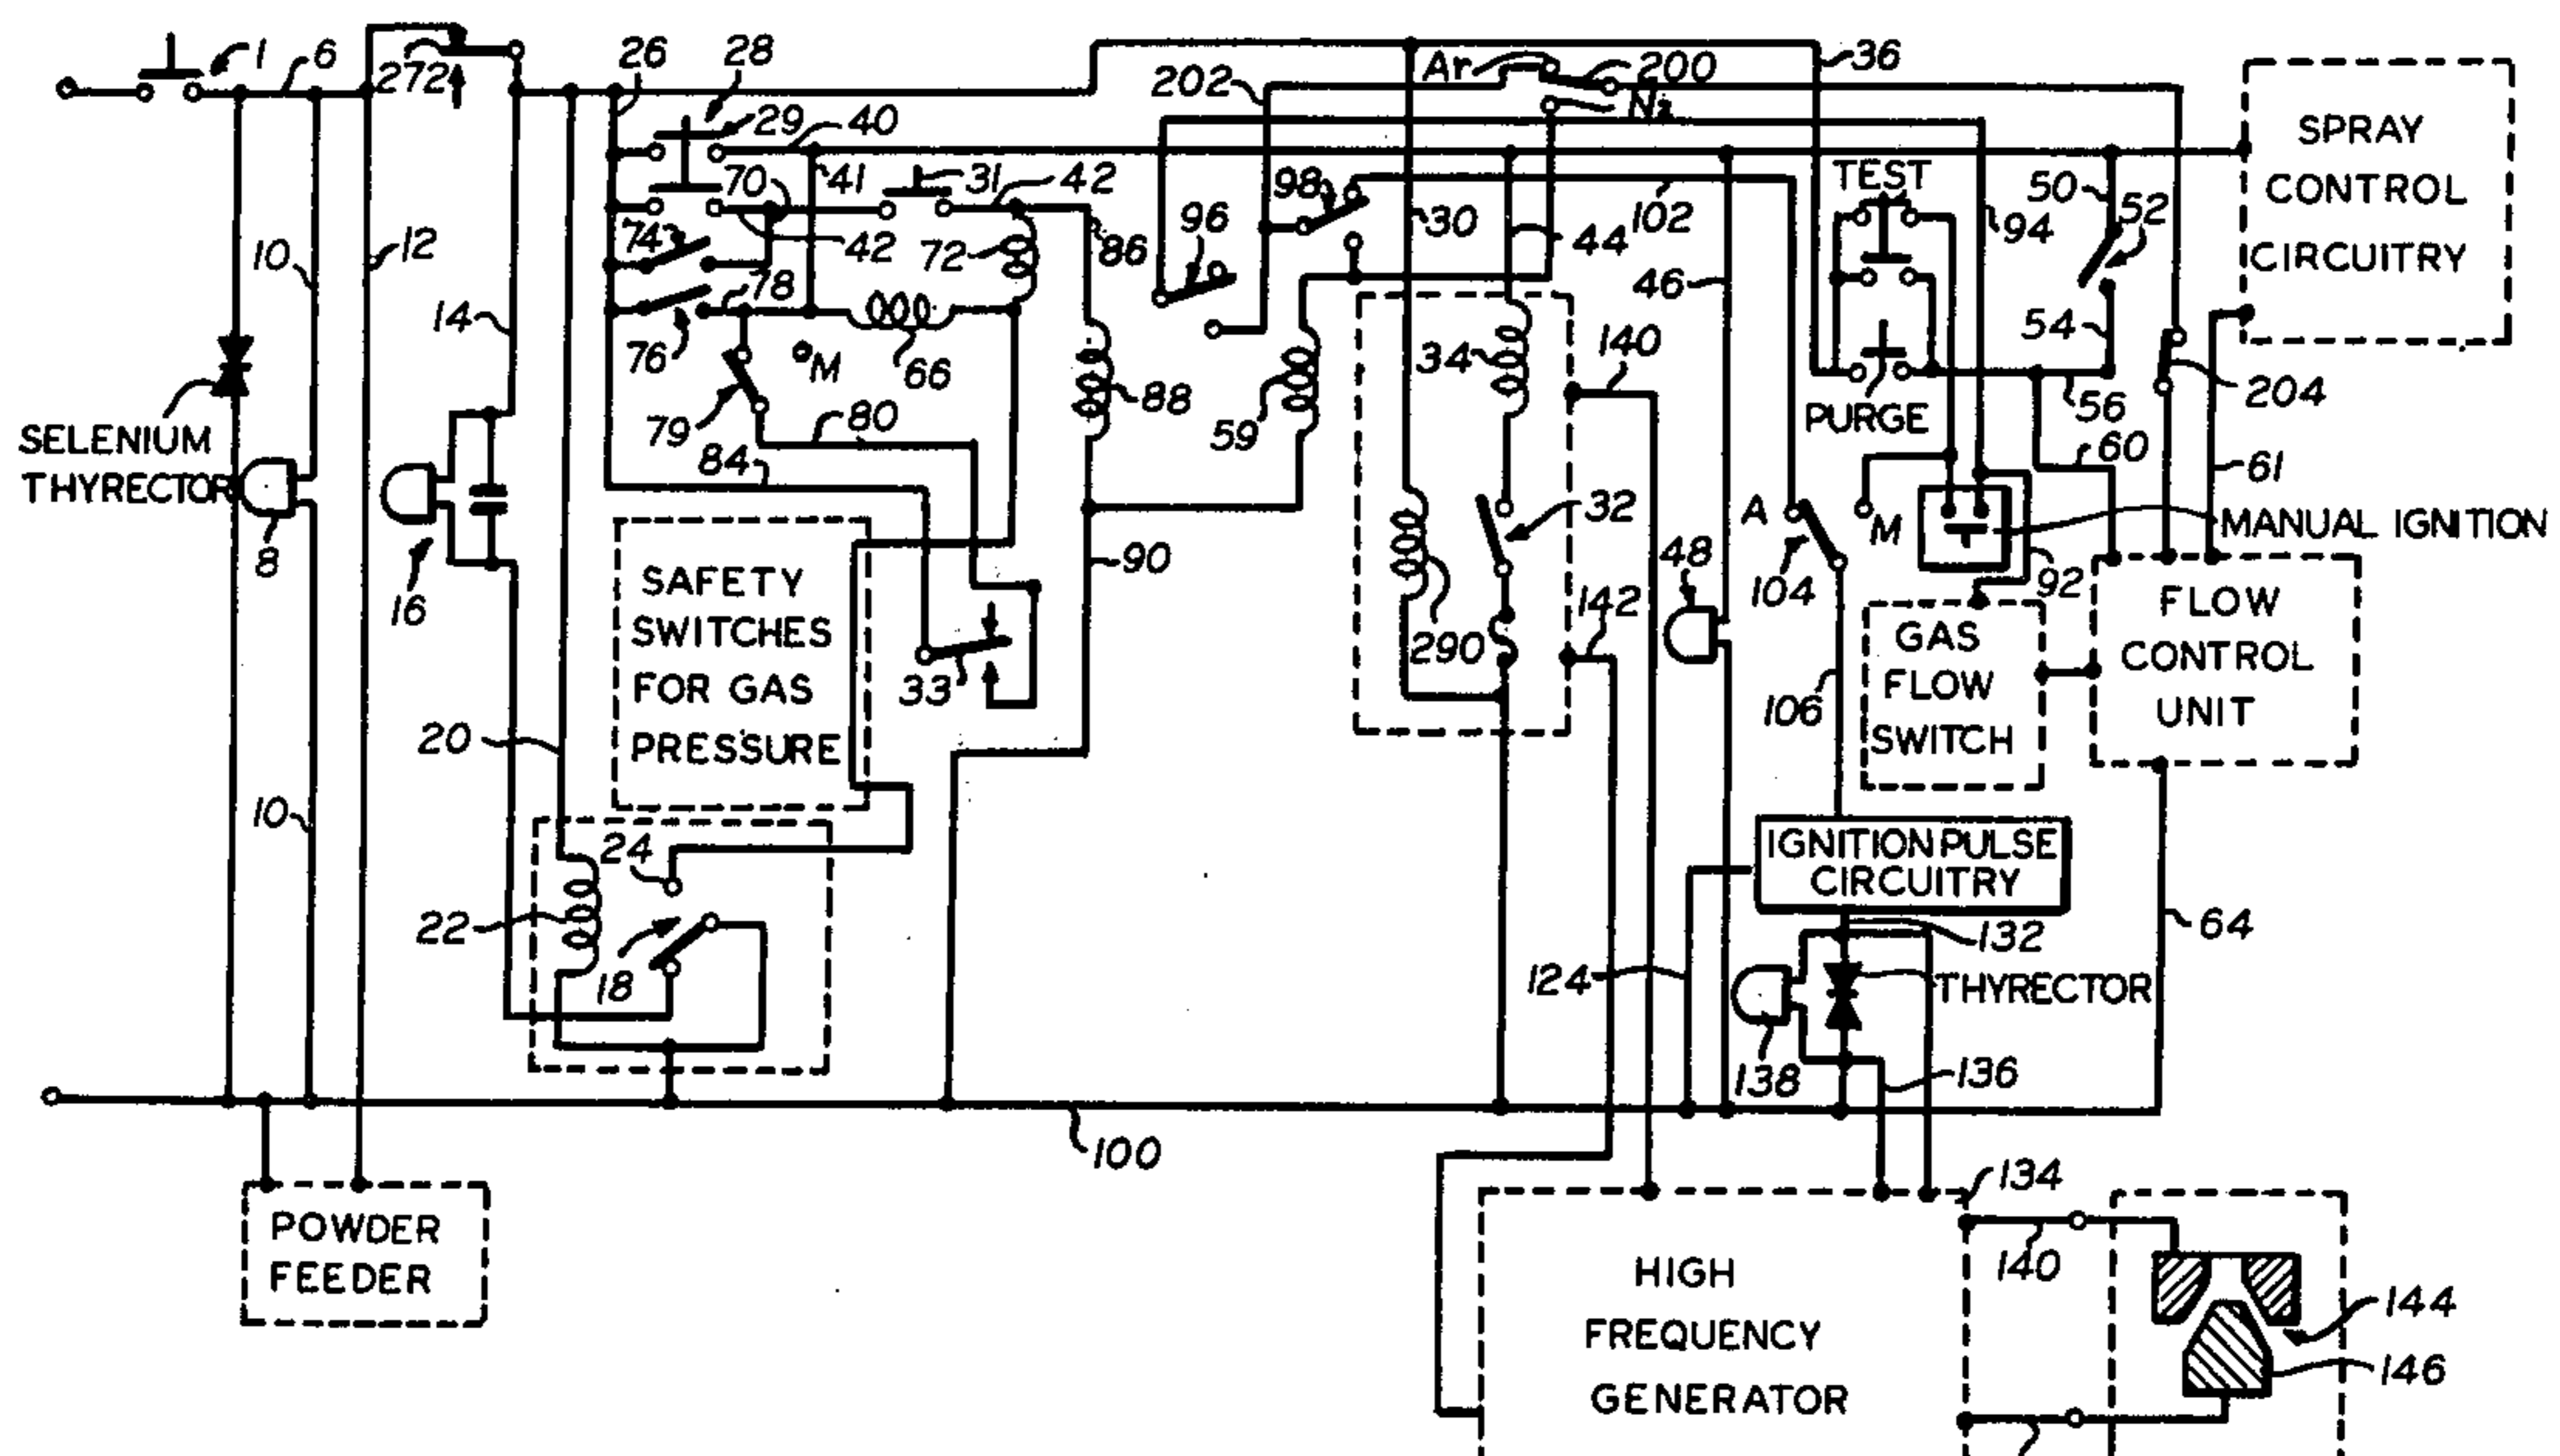 1
6
272
26
28
29
40
202
Ar
200
N2
36
SPRAY
CONTROL
CIRCUITRY
70
41
31
42
98
102
TEST
50
52
10
12
14
74
42
72
86
96
30
44
46
94
78
76
M
66
79
80
88
59
34
140
54
PURGE
56
204
SELENIUM
THYRECTOR
8
16
84
60
61
A
M
MANUAL IGNITION
32
48
104
92
SAFETY
SWITCHES
FOR GAS
PRESSURE
33
90
290
142
106
GAS
FLOW
SWITCH
FLOW
CONTROL
UNIT
20
10
24
22
18
IGNITION PULSE
CIRCUITRY
64
132
124
THYRECTOR
138
136
100
134
POWDER
FEEDER
HIGH
FREQUENCY
GENERATOR
140
144
146